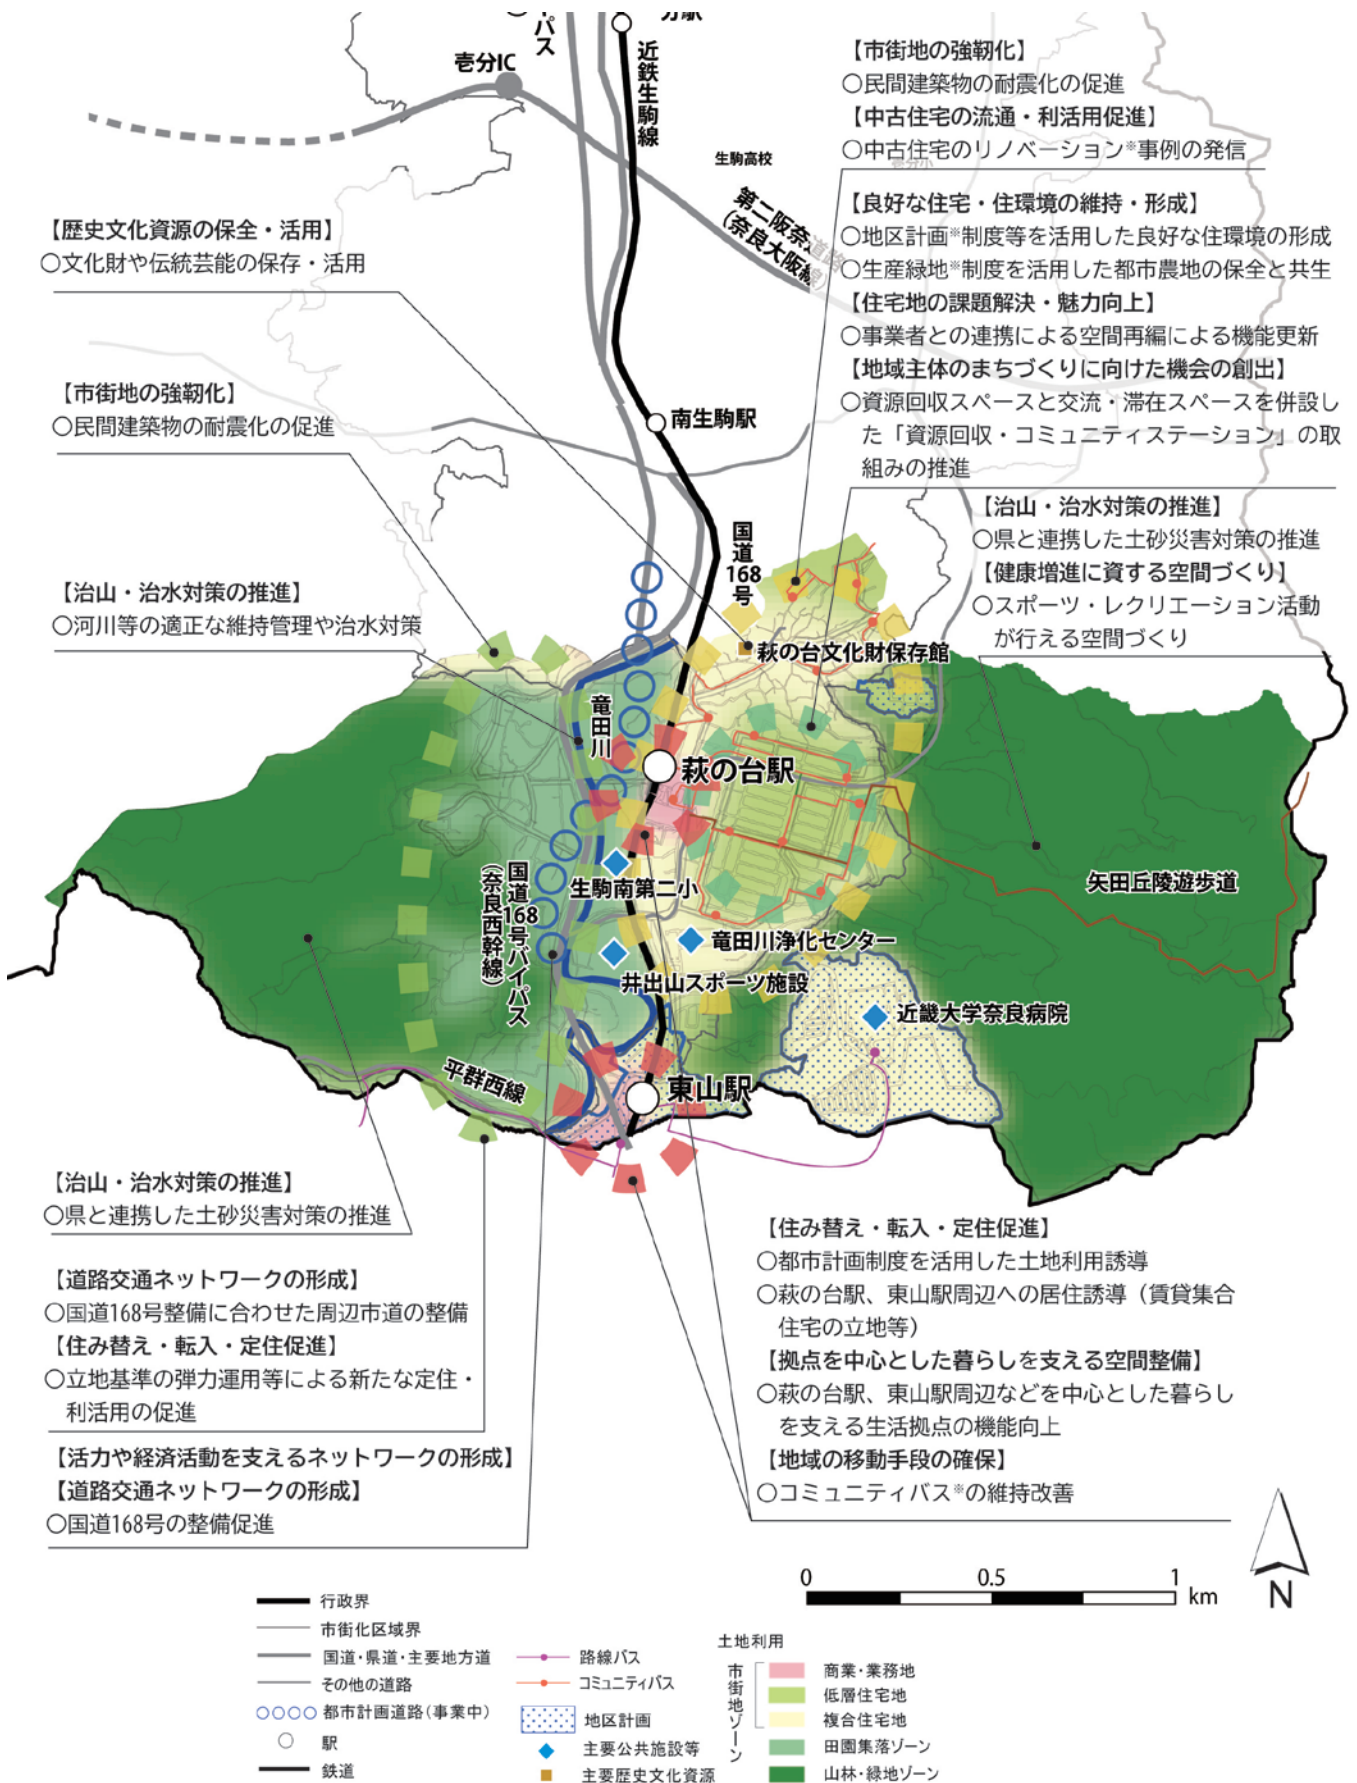 バイパス
壱分IC
近鉄生駒線
生駒高校
第二阪奈道路
(奈良大阪線)
壱分小
南生駒駅
国道168号
【歴史文化資源の保全・活用】
○文化財や伝統芸能の保存・活用
【市街地の強靭化】
○民間建築物の耐震化の促進
【治山・治水対策の推進】
○河川等の適正な維持管理や治水対策
【市街地の強靭化】
○民間建築物の耐震化の促進
【中古住宅の流通・利活用促進】
○中古住宅のリノベーション※事例の発信
【良好な住宅・住環境の維持・形成】
○地区計画※制度等を活用した良好な住環境の形成
○生産緑地※制度を活用した都市農地の保全と共生
【住宅地の課題解決・魅力向上】
○事業者との連携による空間再編による機能更新
【地域主体のまちづくりに向けた機会の創出】
○資源回収スペースと交流・滞在スペースを併設し
た「資源回収・コミュニティステーション」の取
組みの推進
【治山・治水対策の推進】
○県と連携した土砂災害対策の推進
【健康増進に資する空間づくり】
○スポーツ・レクリエーション活動
が行える空間づくり
萩の台文化財保存館
竜田川
萩の台駅
生駒南第二小
国道168号バイパス
(奈良西幹線)
竜田川浄化センター
井出山スポーツ施設
矢田丘陵遊歩道
近畿大学奈良病院
平群西線
東山駅
【治山・治水対策の推進】
○県と連携した土砂災害対策の推進
【道路交通ネットワークの形成】
○国道168号整備に合わせた周辺市道の整備
【住み替え・転入・定住促進】
○立地基準の弾力運用等による新たな定住・
利活用の促進
【活力や経済活動を支えるネットワークの形成】
【道路交通ネットワークの形成】
○国道168号の整備促進
【住み替え・転入・定住促進】
○都市計画制度を活用した土地利用誘導
○萩の台駅、東山駅周辺への居住誘導（賃貸集合
住宅の立地等）
【拠点を中心とした暮らしを支える空間整備】
○萩の台駅、東山駅周辺などを中心とした暮らし
を支える生活拠点の機能向上
【地域の移動手段の確保】
○コミュニティバス※の維持改善
0 0.5 1
km
N
行政界
市街化区域界
国道・県道・主要地方道
その他の道路
都市計画道路(事業中)
駅
鉄道
路線バス
コミュニティバス
地区計画
主要公共施設等
主要歴史文化資源
土地利用
市街地ゾーン
商業・業務地
低層住宅地
複合住宅地
田園集落ゾーン
山林・緑地ゾーン